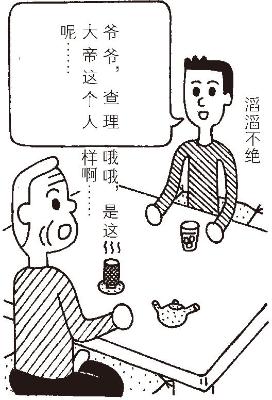 爷爷，查理
大帝这个人
呢……
滔滔不绝
哦哦，是这
样啊……